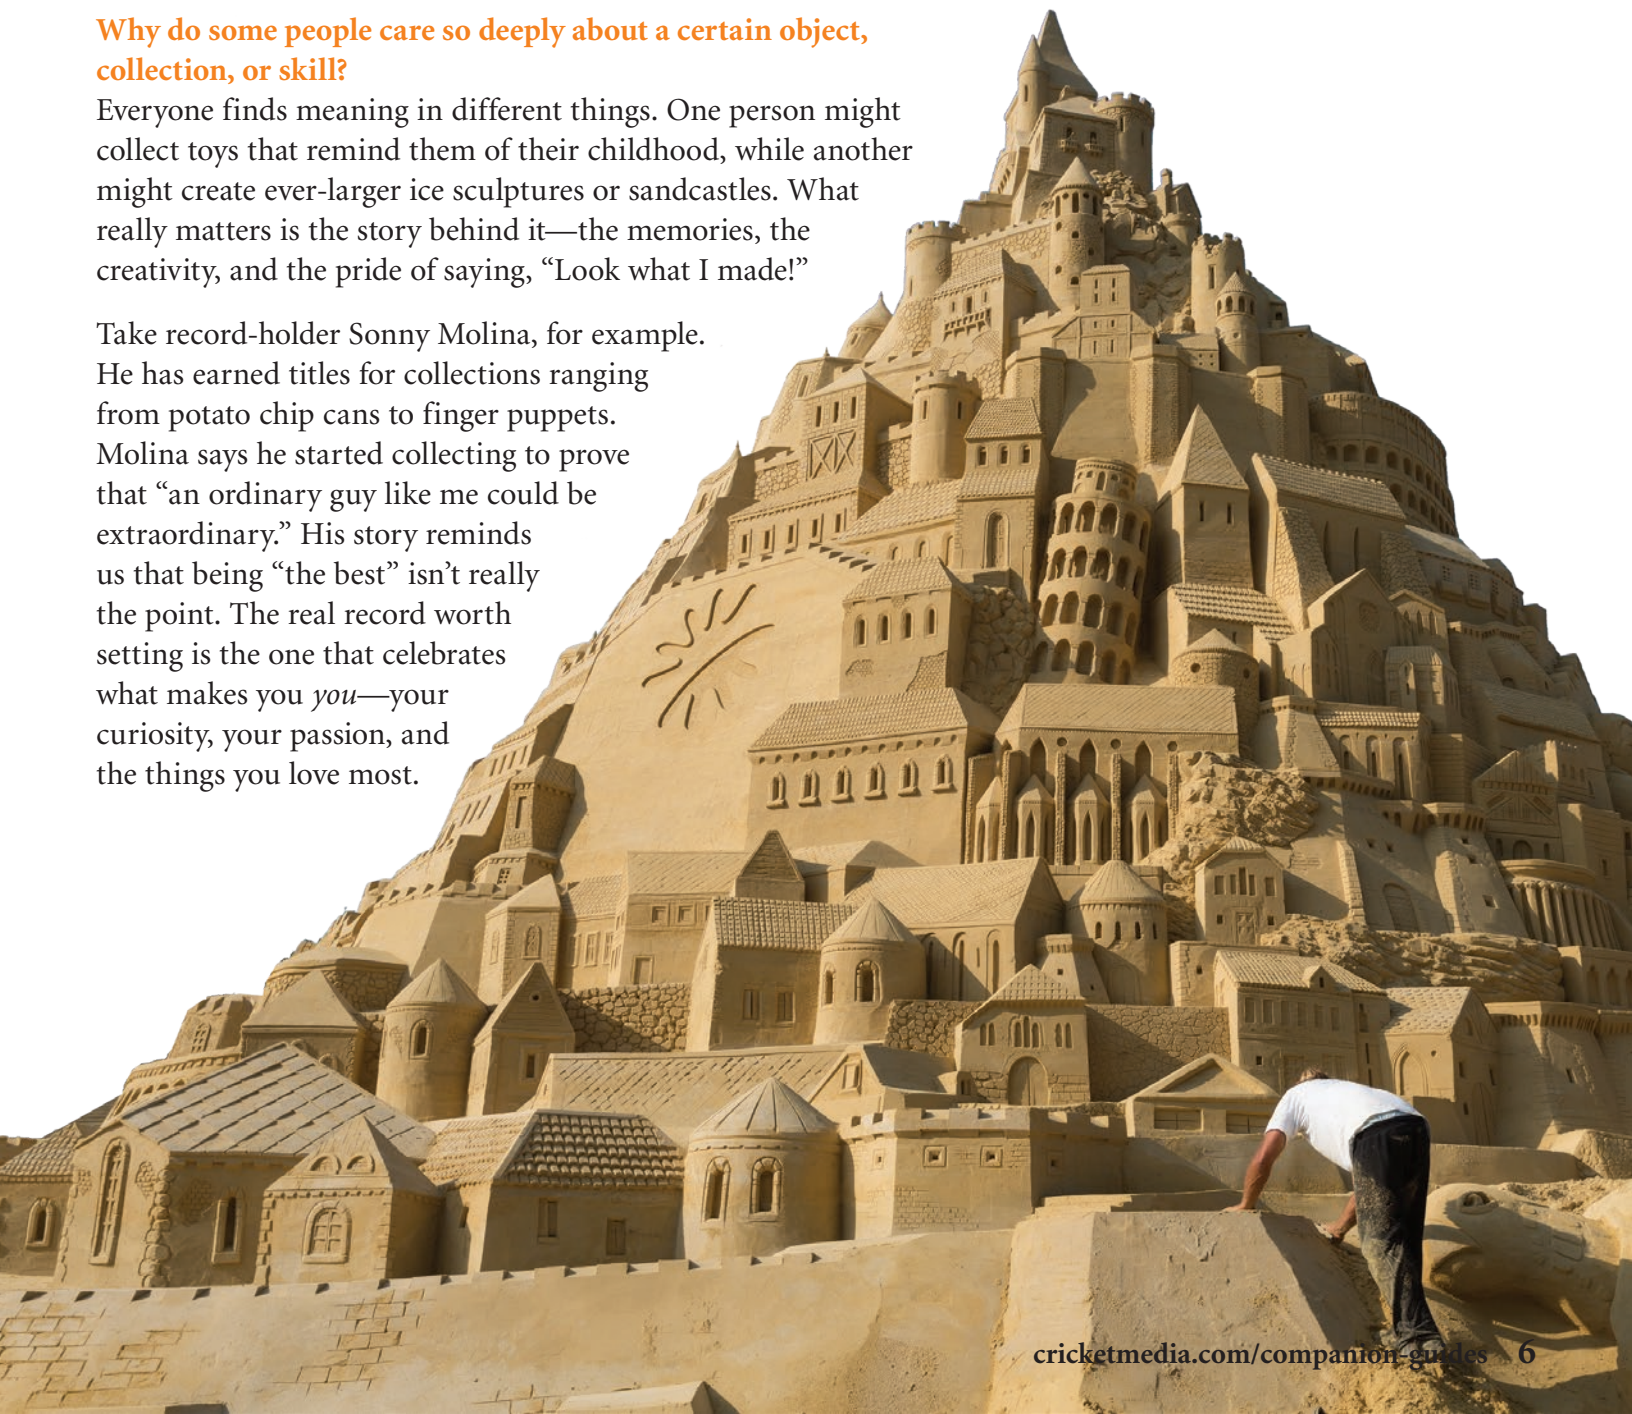 Why do some people care so deeply about a certain object,
collection, or skill?
Everyone finds meaning in different things. One person might
collect toys that remind them of their childhood, while another
might create ever-larger ice sculptures or sandcastles. What
really matters is the story behind it—the memories, the
creativity, and the pride of saying, “Look what I made!”
Take record-holder Sonny Molina, for example.
He has earned titles for collections ranging
from potato chip cans to finger puppets.
Molina says he started collecting to prove
that “an ordinary guy like me could be
extraordinary.” His story reminds
us that being “the best” isn’t really
the point. The real record worth
setting is the one that celebrates
what makes you you—your
curiosity, your passion, and
the things you love most.
cricketmedia.com/companion-guides 6